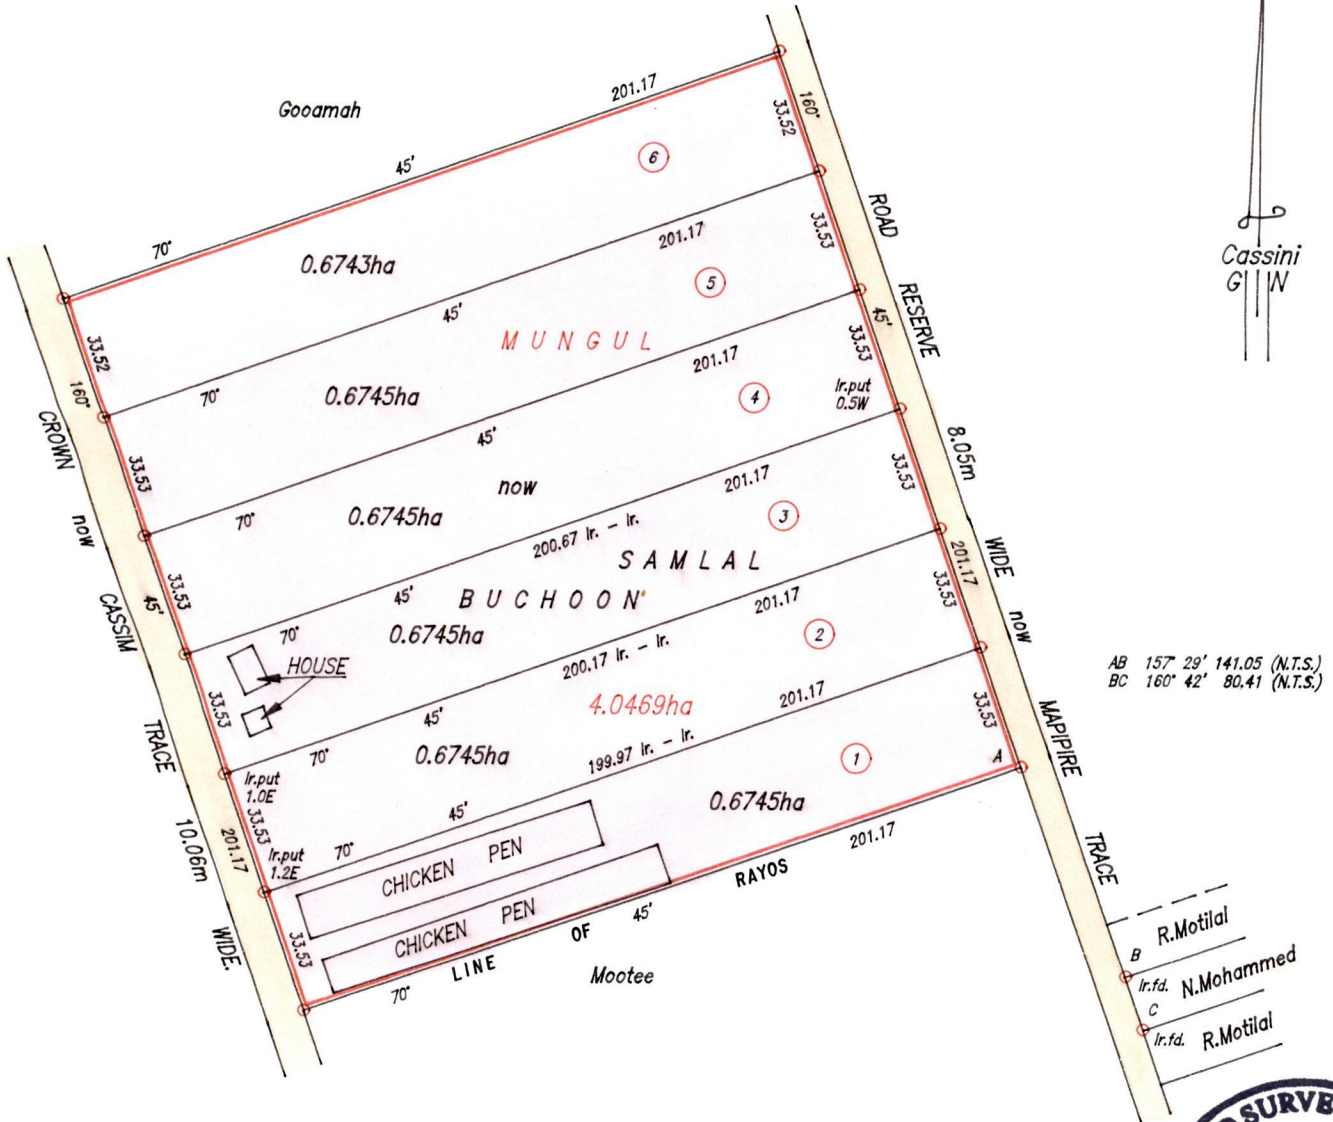 Gooamah
201.17
45'
70°
6
33.52
160°
0.6743ha
33.52
160°
ROAD RESERVE 8.05m WIDE now MAPIPIRE TRACE
201.17
45'
70°
5
33.53
45'
MUNGUL
0.6745ha
33.53
201.17
45'
70°
4
33.53
Ir.put
0.5W
now
0.6745ha
33.53
45'
201.17
200.67 Ir. - Ir.
45'
70°
3
33.53
SAMLAL
BUCHOON
0.6745ha
HOUSE
33.53
201.17
201.17
200.17 Ir. - Ir.
45'
70°
2
33.53
4.0469ha
0.6745ha
Ir.put
1.0E
33.53
201.17
201.17
199.97 Ir. - Ir.
45'
70°
Ir.put
1.2E
1
A
0.6745ha
33.53
CHICKEN PEN
CHICKEN PEN
LINE OF RAYOS
70°
45'
201.17
Mootee
CROWN now CASSIM TRACE 10.06m WIDE.
Cassini
G N
AB 157° 29' 141.05 (N.T.S.)
BC 160° 42' 80.41 (N.T.S.)
R.Motilal
B
Ir.fd. N.Mohammed
C
Ir.fd. R.Motilal
SURVE